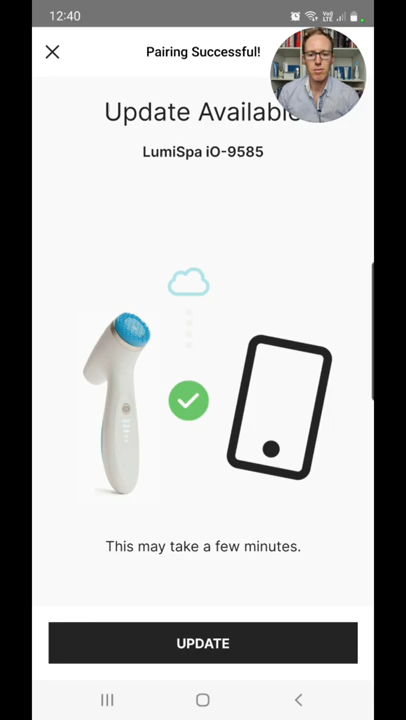 12:40
Pairing Successful!
Update Available
LumiSpa iO-9585
This may take a few minutes.
UPDATE